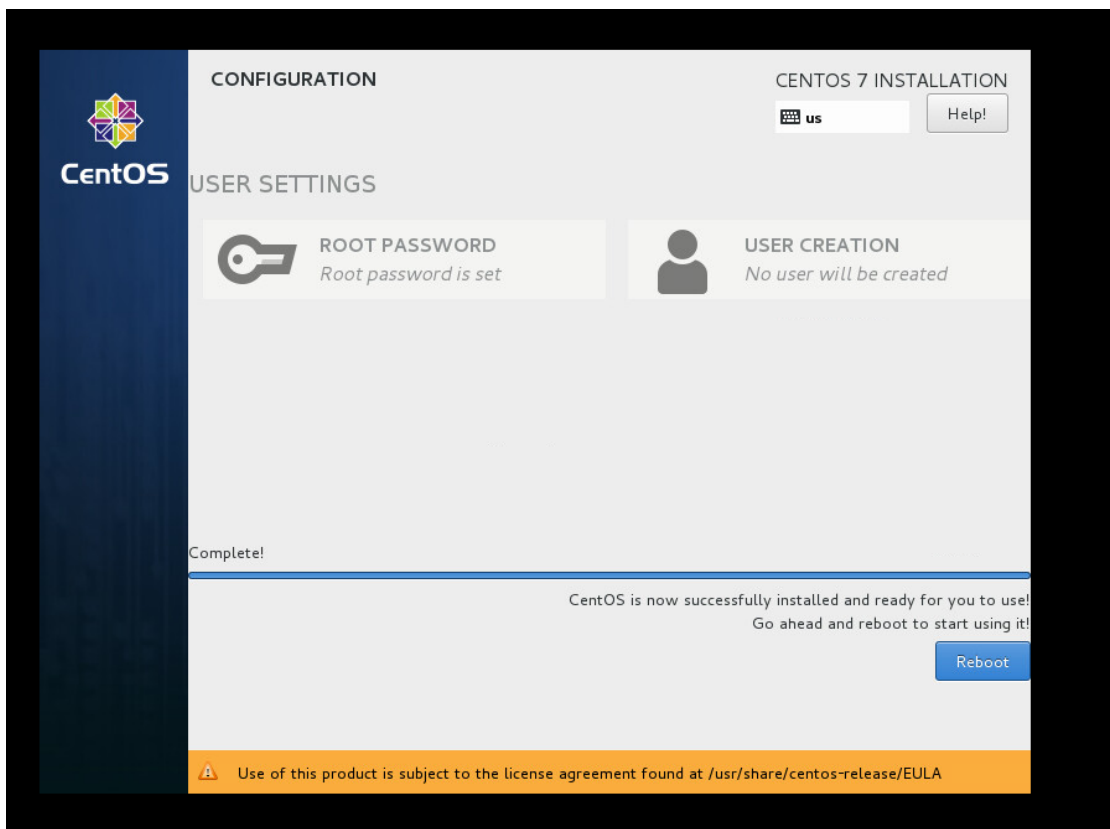 CONFIGURATION
CENTOS 7 INSTALLATION
us
Help!
CentOS
USER SETTINGS
ROOT PASSWORD
Root password is set
USER CREATION
No user will be created
Complete!
CentOS is now successfully installed and ready for you to use!
Go ahead and reboot to start using it!
Reboot
Use of this product is subject to the license agreement found at /usr/share/centos-release/EULA